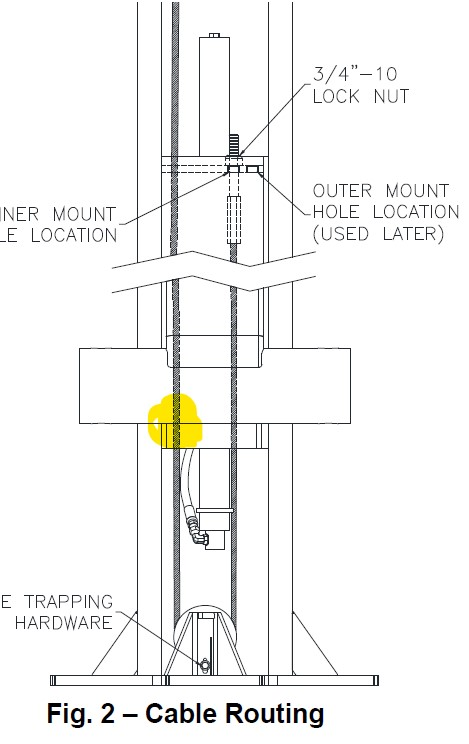 3/4"-10
LOCK NUT
OUTER MOUNT
HOLE LOCATION
(USED LATER)
NNER MOUNT
LE LOCATION
E TRAPPING
HARDWARE
Fig. 2 – Cable Routing